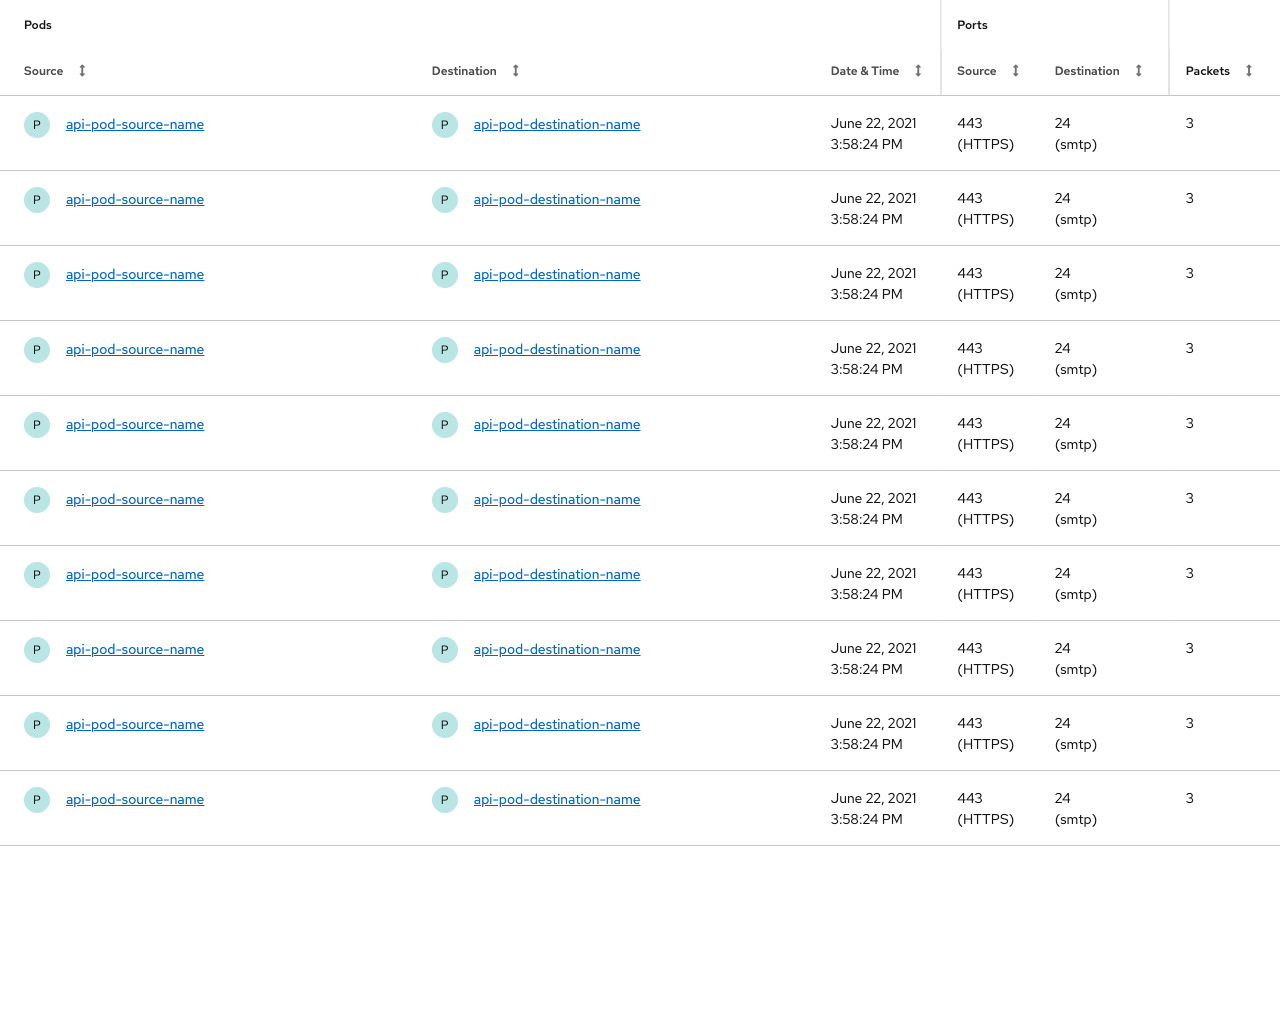 Pods Ports
Source Destination Date & Time Source Destination Packets
P api-pod-source-name P api-pod-destination-name June 22, 2021 443 24 3
3:58:24 PM (HTTPS) (smtp)
P api-pod-source-name P api-pod-destination-name June 22, 2021 443 24 3
3:58:24 PM (HTTPS) (smtp)
P api-pod-source-name P api-pod-destination-name June 22, 2021 443 24 3
3:58:24 PM (HTTPS) (smtp)
P api-pod-source-name P api-pod-destination-name June 22, 2021 443 24 3
3:58:24 PM (HTTPS) (smtp)
P api-pod-source-name P api-pod-destination-name June 22, 2021 443 24 3
3:58:24 PM (HTTPS) (smtp)
P api-pod-source-name P api-pod-destination-name June 22, 2021 443 24 3
3:58:24 PM (HTTPS) (smtp)
P api-pod-source-name P api-pod-destination-name June 22, 2021 443 24 3
3:58:24 PM (HTTPS) (smtp)
P api-pod-source-name P api-pod-destination-name June 22, 2021 443 24 3
3:58:24 PM (HTTPS) (smtp)
P api-pod-source-name P api-pod-destination-name June 22, 2021 443 24 3
3:58:24 PM (HTTPS) (smtp)
P api-pod-source-name P api-pod-destination-name June 22, 2021 443 24 3
3:58:24 PM (HTTPS) (smtp)